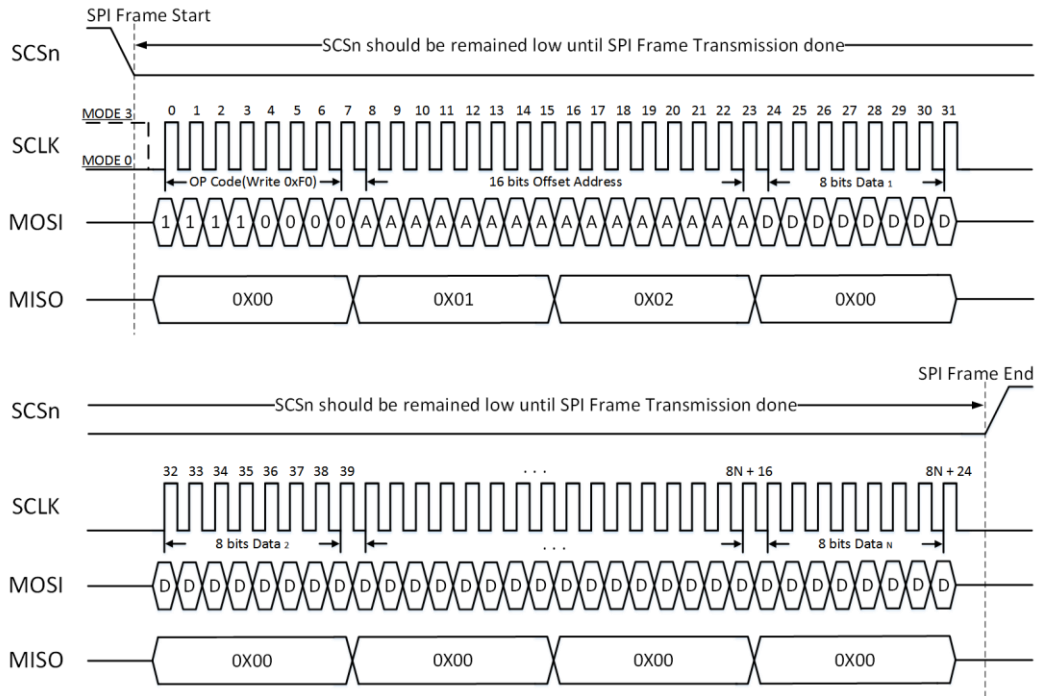 SPI Frame Start
SCSn
SCSn should be remained low until SPI Frame Transmission done
MODE 3
0 1 2 3 4 5 6 7 8 9 10 11 12 13 14 15 16 17 18 19 20 21 22 23 24 25 26 27 28 29 30 31
SCLK
MODE 0
OP Code(Write 0xF0) 16 bits Offset Address 8 bits Data 1
MOSI 1 1 1 1 0 0 0 0 A A A A A A A A A A A A A A A A D D D D D D D D
MISO 0X00 0X01 0X02 0X00
SPI Frame End
SCSn
SCSn should be remained low until SPI Frame Transmission done
32 33 34 35 36 37 38 39 . . . 8N + 16 8N + 24
SCLK
8 bits Data 2 . . . 8 bits Data N
MOSI D D D D D D D D D D D D D D D D D D D D D D D D D D D D D D D D
MISO 0X00 0X00 0X00 0X00